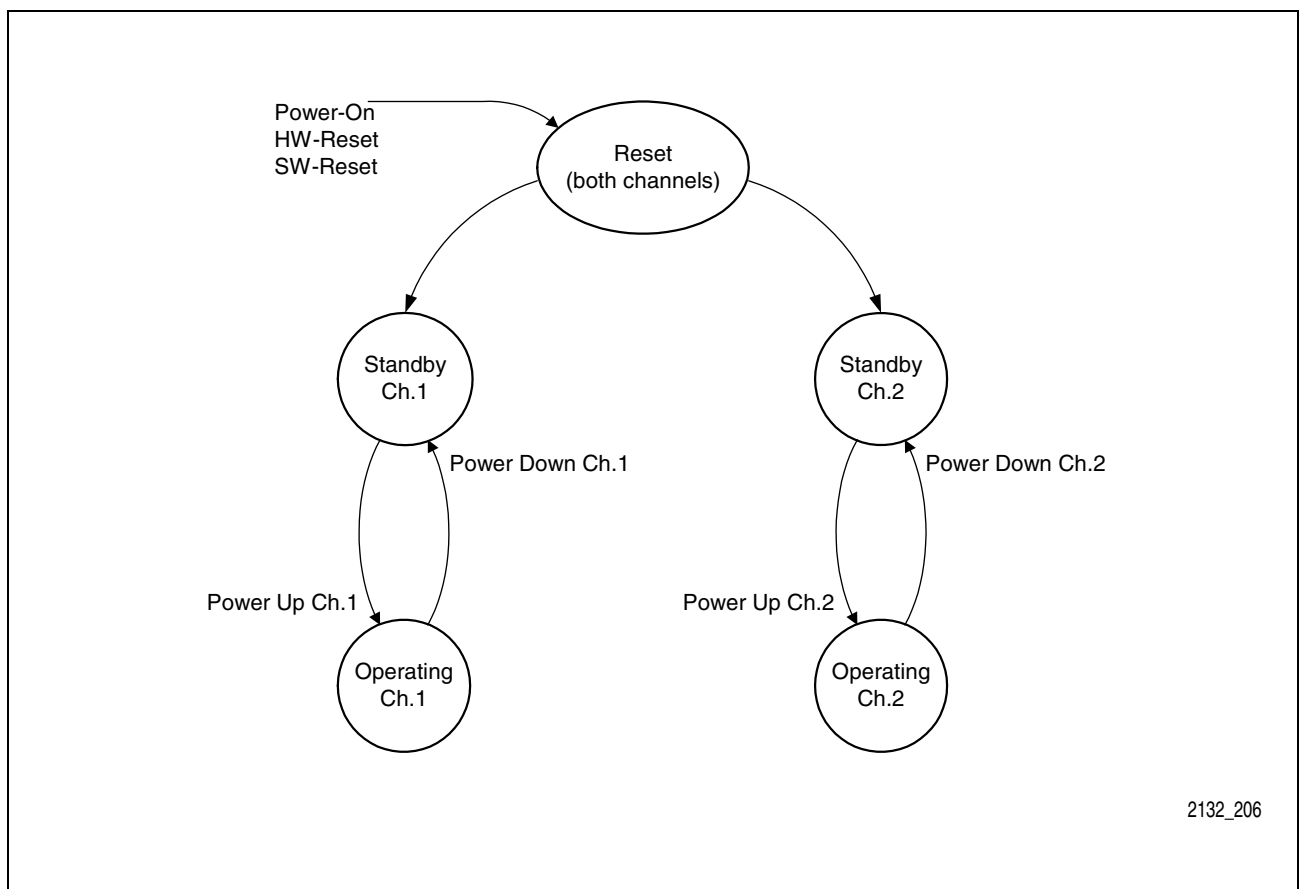 Power-On
HW-Reset
SW-Reset
Reset
(both channels)
Standby
Ch.1
Standby
Ch.2
Power Down Ch.1
Power Down Ch.2
Power Up Ch.1
Power Up Ch.2
Operating
Ch.1
Operating
Ch.2
2132_206